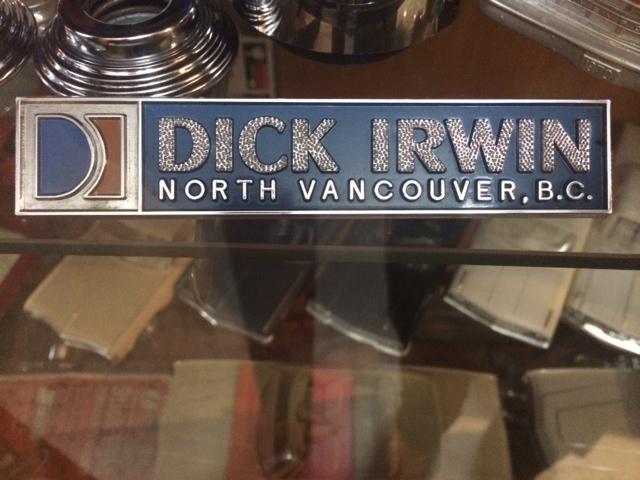 DICK IRWIN
NORTH VANCOUVER, B.C.